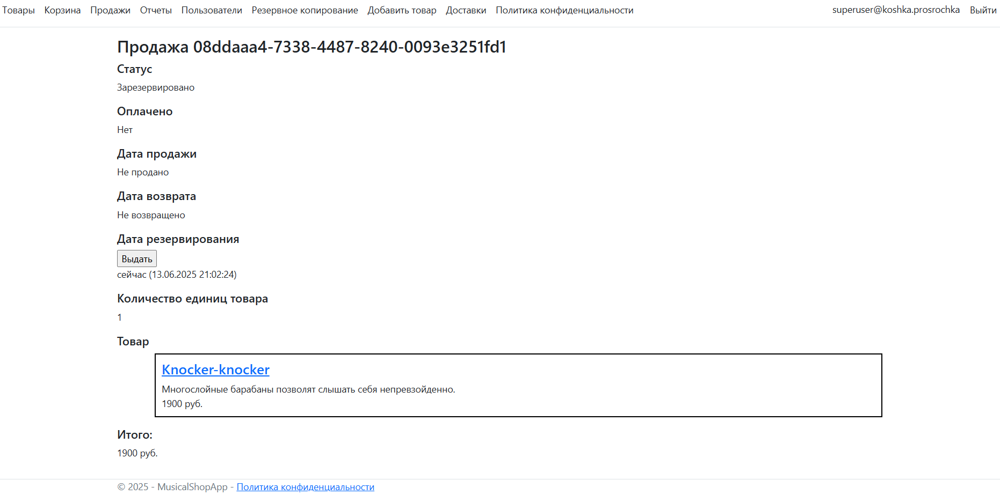 Товары Корзина Продажи Отчеты Пользователи Резервное копирование Добавить товар Доставки Политика конфиденциальности superuser@koshka.prosrochka Выйти
Продажа 08ddaaa4-7338-4487-8240-0093e3251fd1
Статус
Зарезервировано
Оплачено
Нет
Дата продажи
Не продано
Дата возврата
Не возвращено
Дата резервирования
Выдать
сейчас (13.06.2025 21:02:24)
Количество единиц товара
1
Товар
Knocker-knocker
Многослойные барабаны позволят слышать себя непревзойденно.
1900 руб.
Итого:
1900 руб.
© 2025 - MusicalShopApp - Политика конфиденциальности